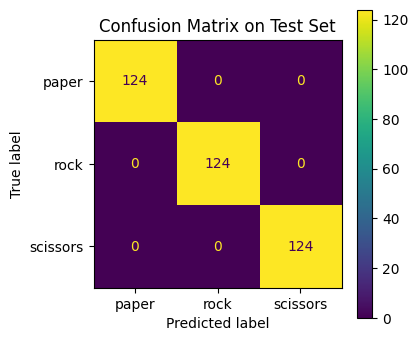 Confusion Matrix on Test Set
True label
paper
rock
scissors
124 0 0
0 124 0
0 0 124
paper rock scissors
Predicted label
120
100
80
60
40
20
0